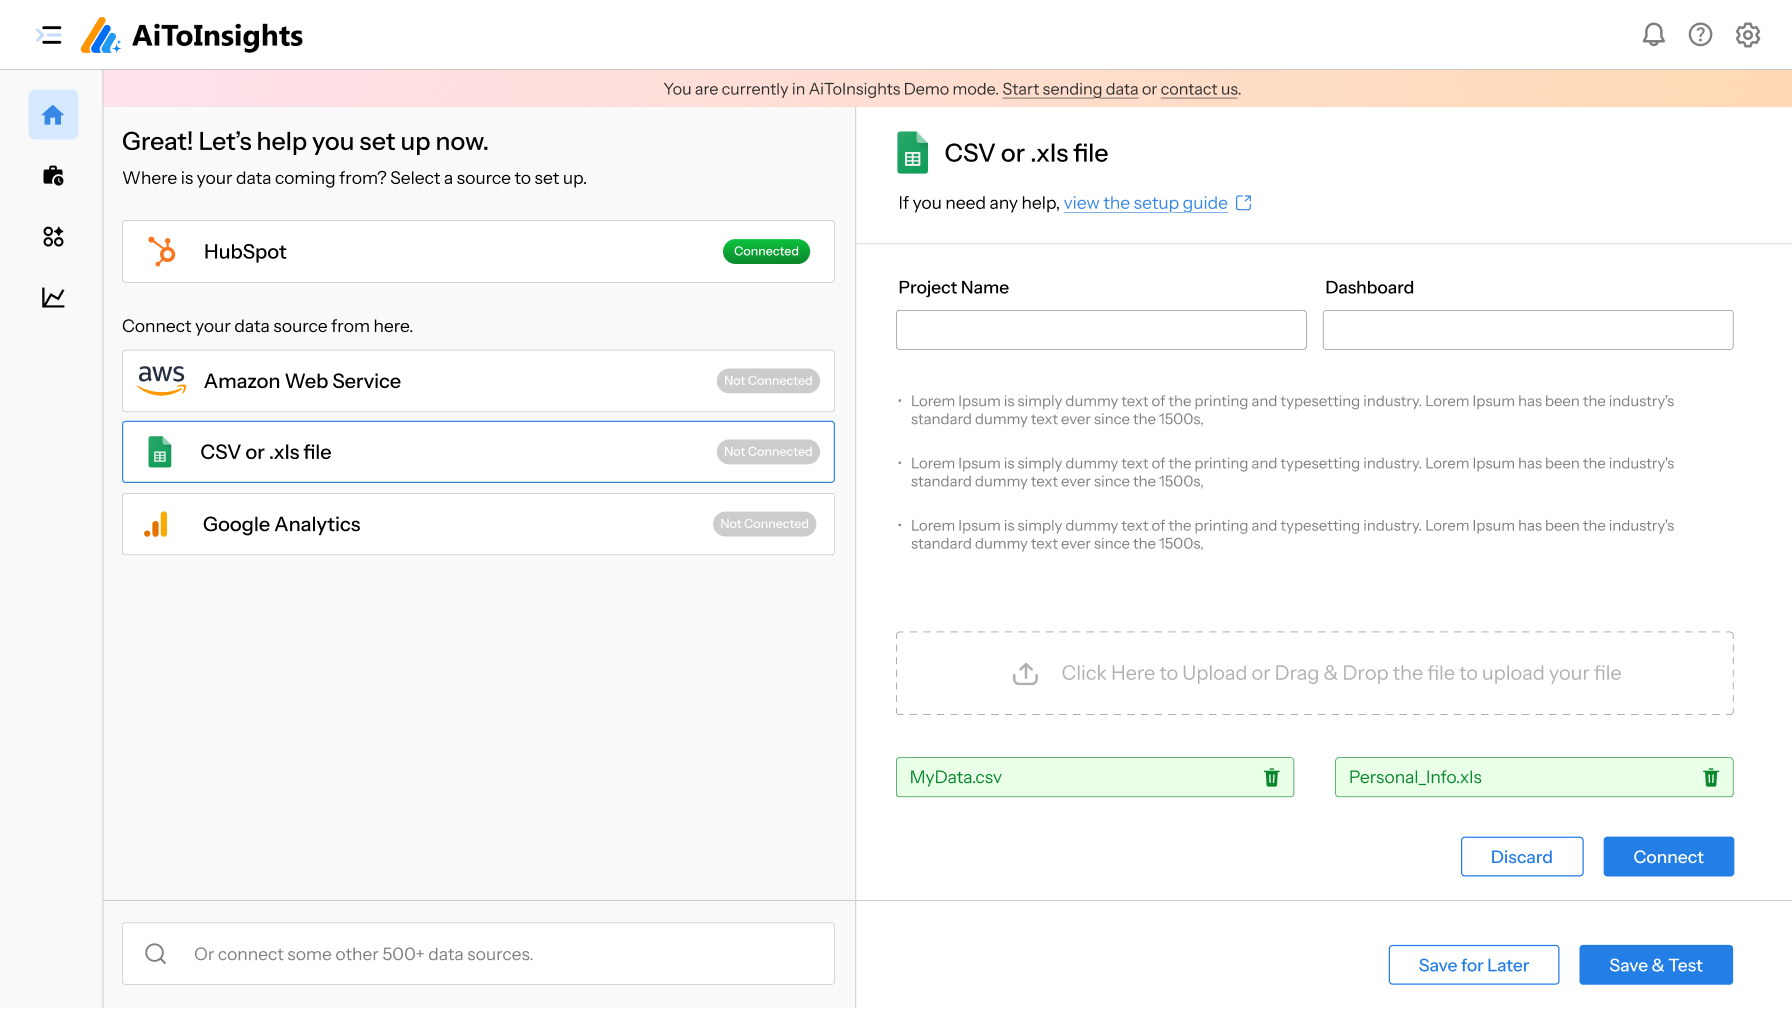 AiToInsights
You are currently in AiToInsights Demo mode. Start sending data or contact us.
Great! Let's help you set up now.
Where is your data coming from? Select a source to set up.
HubSpot
Connected
Connect your data source from here.
aws
Amazon Web Service
Not Connected
CSV or .xls file
Not Connected
Google Analytics
Not Connected
Or connect some other 500+ data sources.
CSV or .xls file
If you need any help, view the setup guide
Project Name
Dashboard
• Lorem Ipsum is simply dummy text of the printing and typesetting industry. Lorem Ipsum has been the industry's
standard dummy text ever since the 1500s,
• Lorem Ipsum is simply dummy text of the printing and typesetting industry. Lorem Ipsum has been the industry's
standard dummy text ever since the 1500s,
• Lorem Ipsum is simply dummy text of the printing and typesetting industry. Lorem Ipsum has been the industry's
standard dummy text ever since the 1500s,
Click Here to Upload or Drag & Drop the file to upload your file
MyData.csv
Personal_Info.xls
Discard
Connect
Save for Later
Save & Test